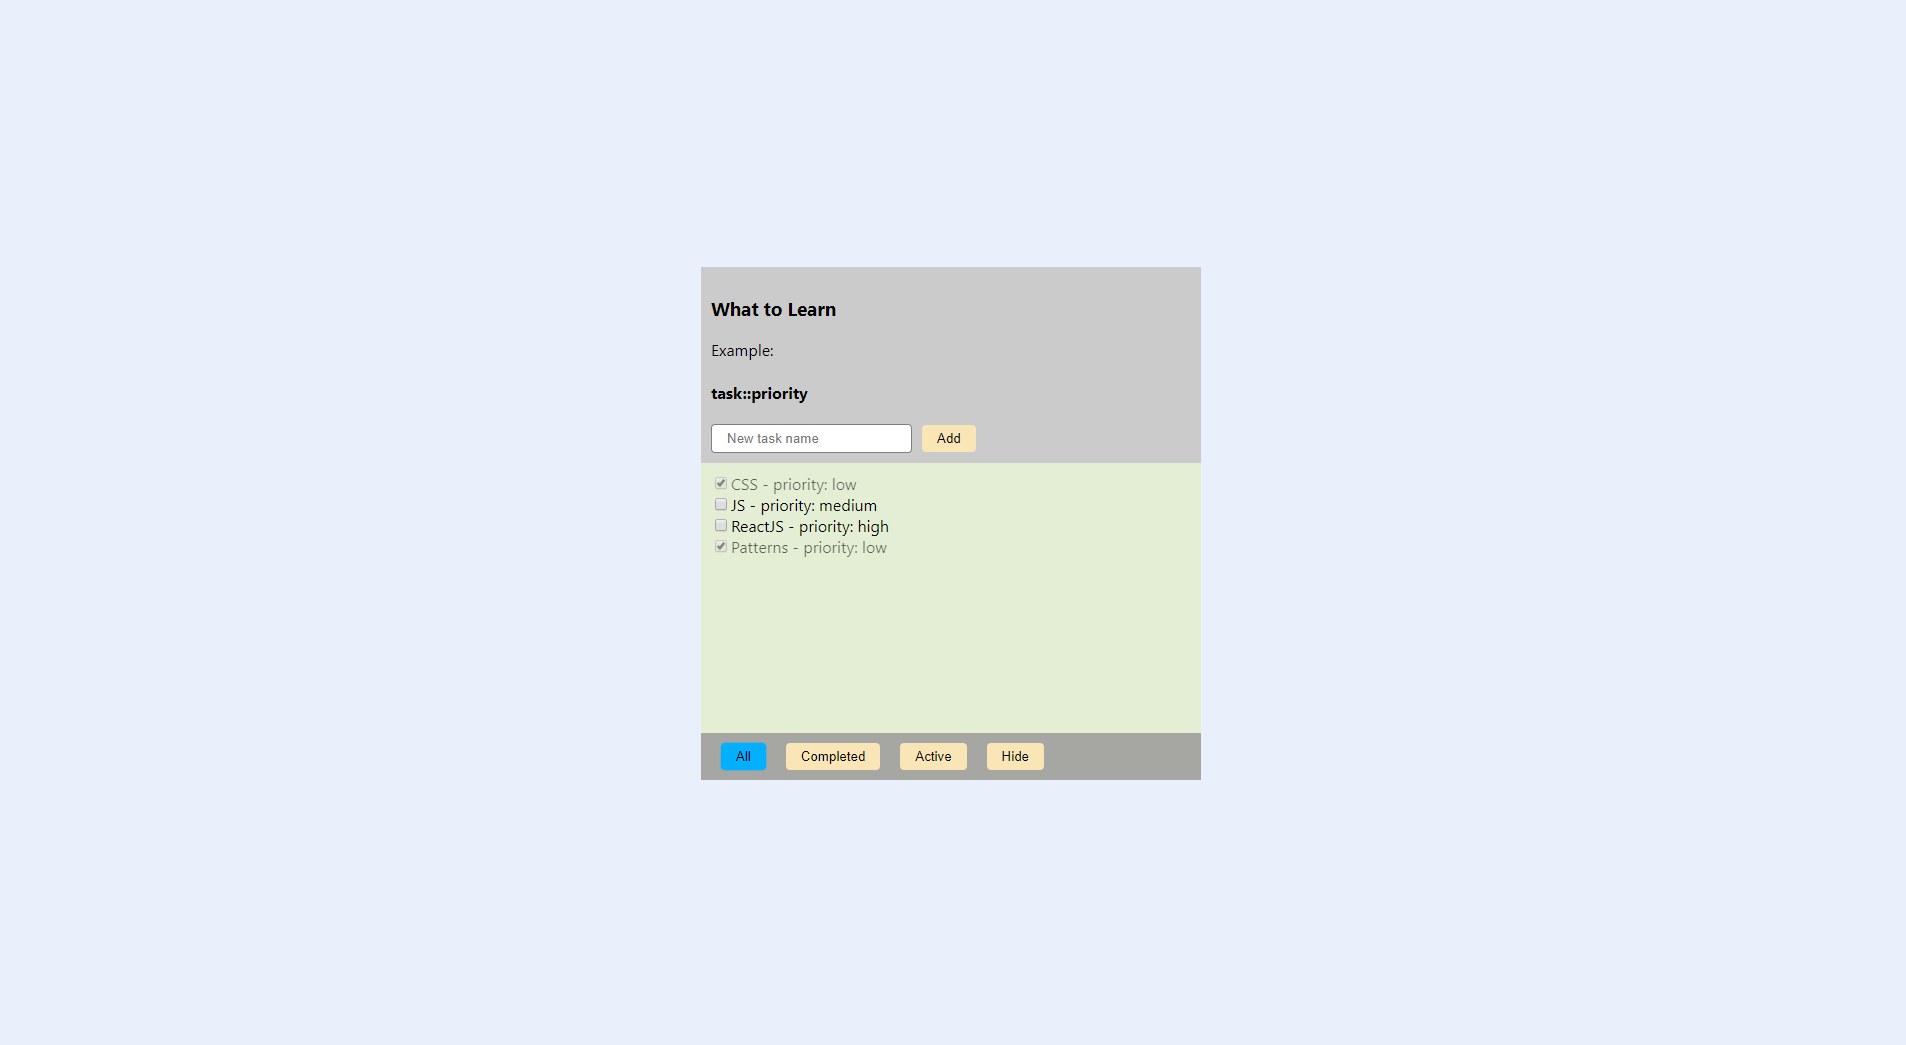 What to Learn
Example:
task::priority
New task name Add
CSS - priority: low
JS - priority: medium
ReactJS - priority: high
Patterns - priority: low
All Completed Active Hide